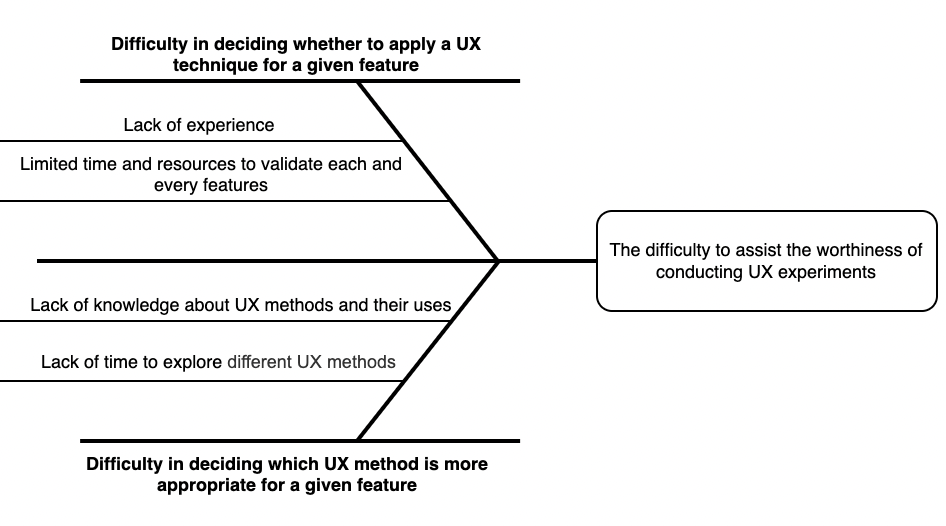 Difficulty in deciding whether to apply a UX
technique for a given feature
Lack of experience
Limited time and resources to validate each and
every features
The difficulty to assist the worthiness of
conducting UX experiments
Lack of knowledge about UX methods and their uses
Lack of time to explore different UX methods
Difficulty in deciding which UX method is more
appropriate for a given feature